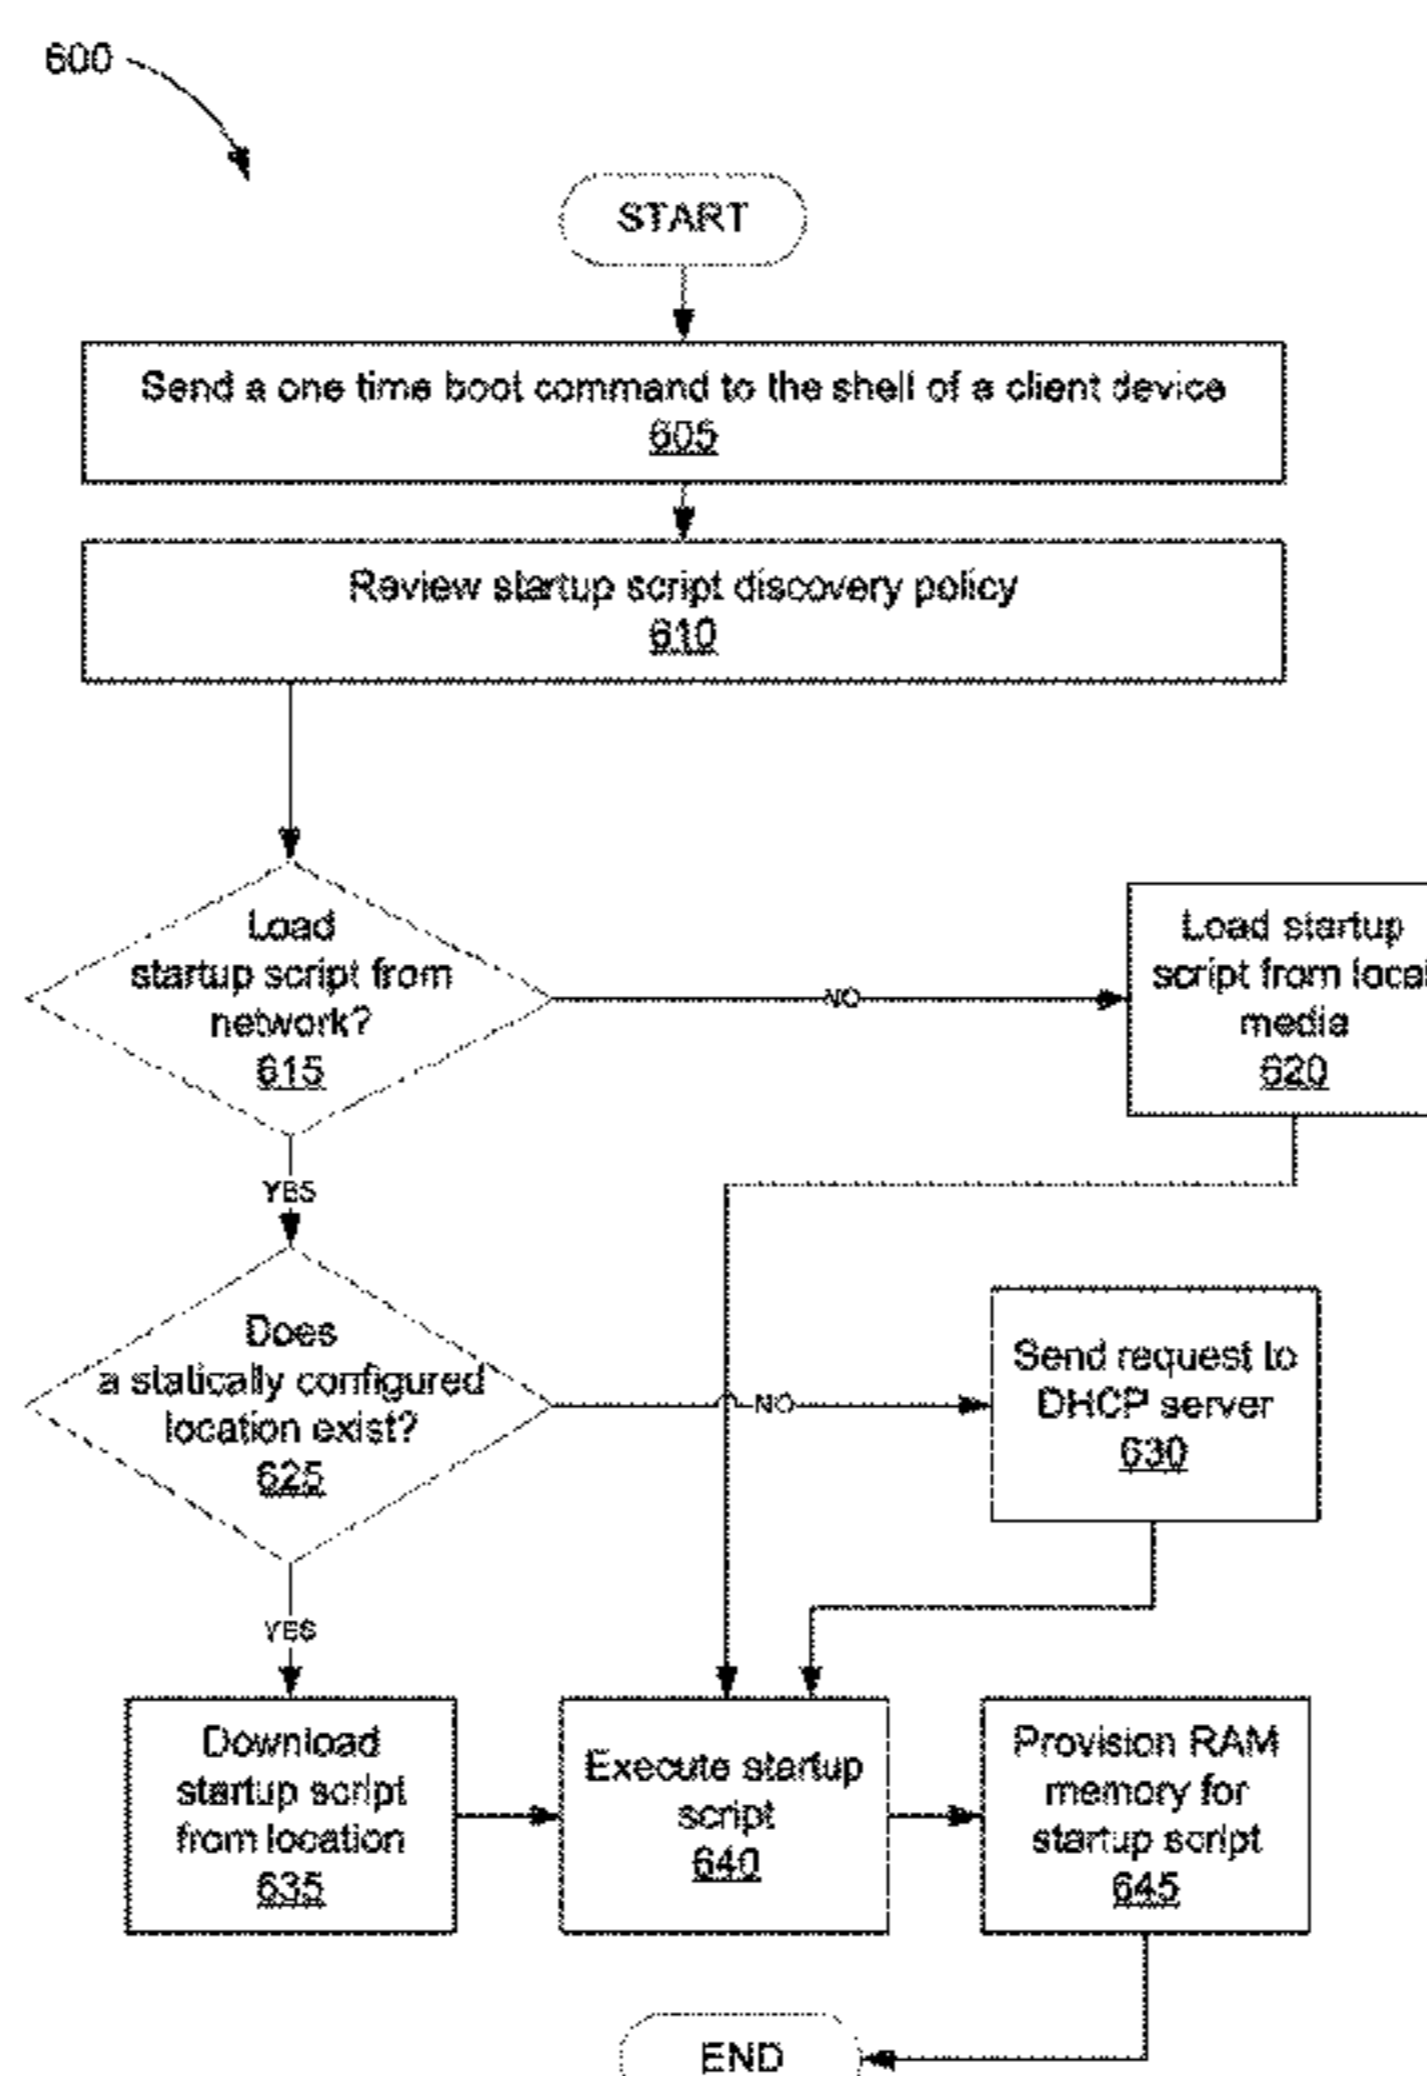 600
START
Send a one time boot command to the shell of a client device
605
Review startup script discovery policy
610
Load
startup script from
network?
615
NO
Load startup
script from local
media
620
YES
Does
a statically configured
location exist?
625
NO
Send request to
DHCP server
630
YES
Download
startup script
from location
635
Execute startup
script
640
Provision RAM
memory for
startup script
645
END